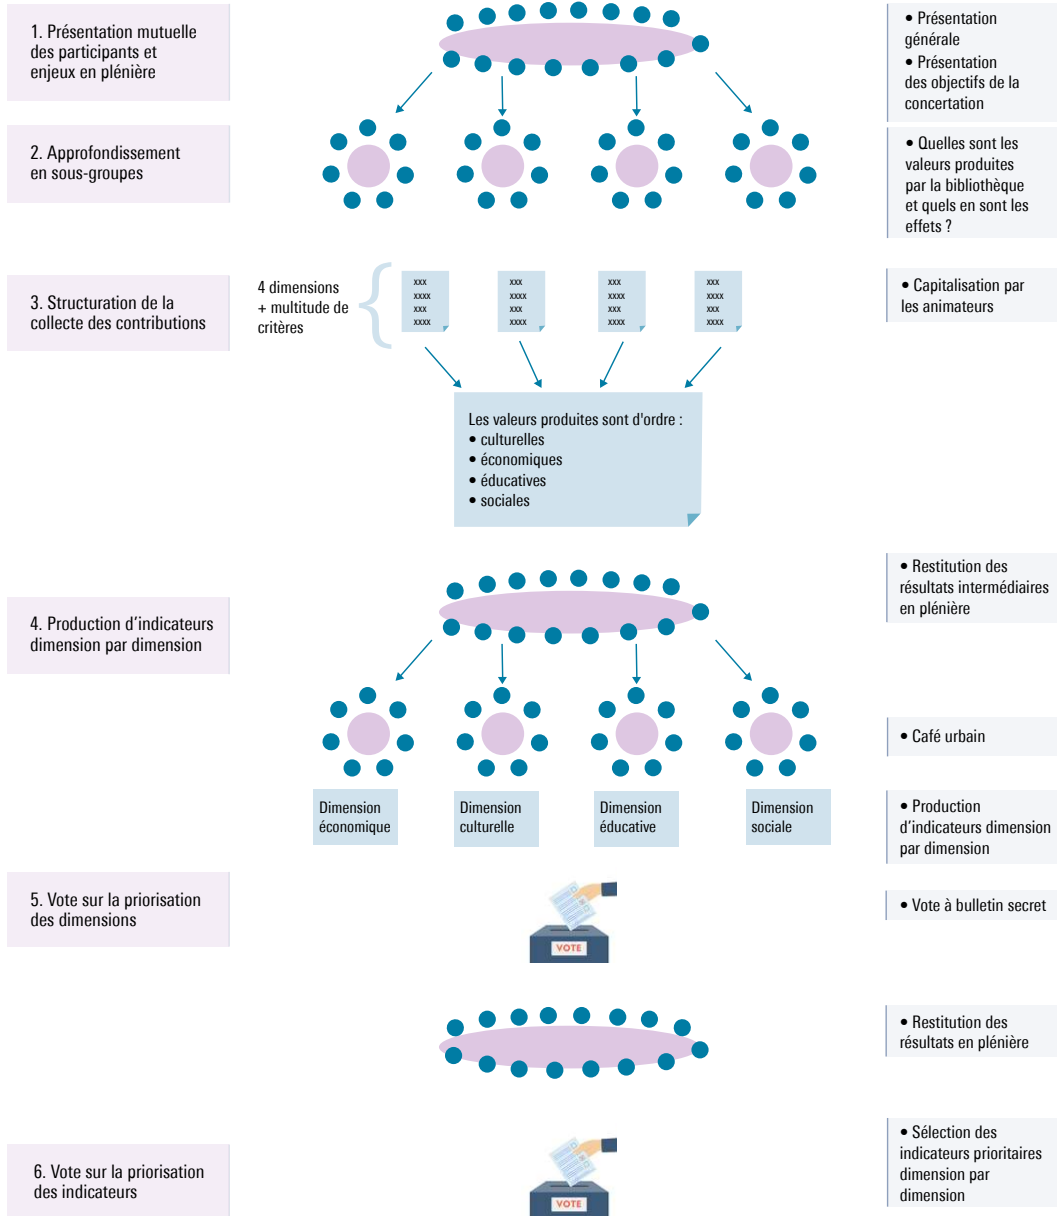 1. Présentation mutuelle
des participants et
enjeux en plénière
• Présentation
générale
• Présentation
des objectifs de la
concertation
2. Approfondissement
en sous-groupes
• Quelles sont les
valeurs produites
par la bibliothèque
et quels en sont les
effets ?
3. Structuration de la
collecte des contributions
4 dimensions
+ multitude de
critères
xxx
xxxx
xxx
xxxx
xxx
xxxx
xxx
xxxx
xxx
xxxx
xxx
xxxx
xxx
xxxx
xxx
xxxx
• Capitalisation par
les animateurs
Les valeurs produites sont d'ordre :
• culturelles
• économiques
• éducatives
• sociales
4. Production d’indicateurs
dimension par dimension
• Restitution des
résultats intermédiaires
en plénière
• Café urbain
Dimension
économique
Dimension
culturelle
Dimension
éducative
Dimension
sociale
• Production
d’indicateurs dimension
par dimension
5. Vote sur la priorisation
des dimensions
VOTE
• Vote à bulletin secret
• Restitution des
résultats en plénière
6. Vote sur la priorisation
des indicateurs
VOTE
• Sélection des
indicateurs prioritaires
dimension par
dimension